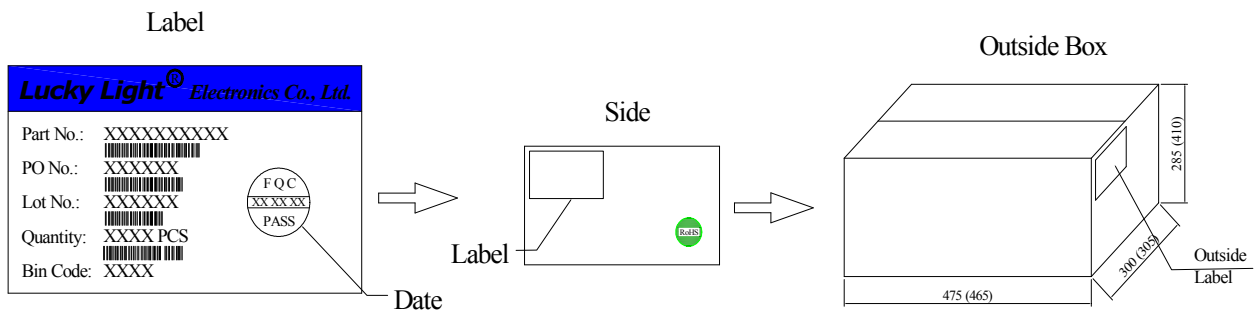 Label
Lucky Light® Electronics Co., Ltd.
Part No.: XXXXXXXXXX
PO No.: XXXXXX
Lot No.: XXXXXX
Quantity: XXXX PCS
Bin Code: XXXX
F Q C
XX XX XX
PASS
Date
Side
RoHS
Label
Outside Box
285 (410)
300 (305)
475 (465)
Outside
Label